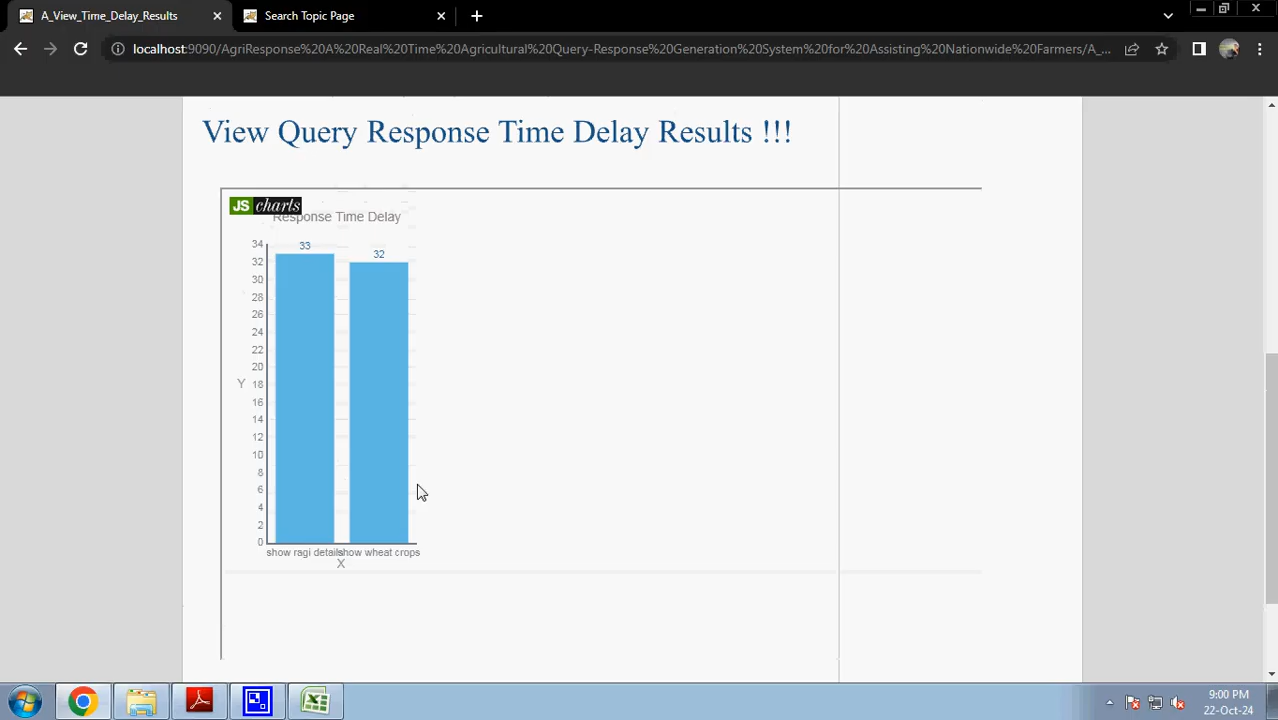 A_View_Time_Delay_Results
Search Topic Page
localhost:9090/AgriResponse%20A%20Real%20Time%20Agricultural%20Query-Response%20Generation%20System%20for%20Assisting%20Nationwide%20Farmers/A_...
View Query Response Time Delay Results !!!
JS charts
Response Time Delay
34
33
32
32
30
28
26
24
22
20
Y
18
16
14
12
10
8
6
4
2
0
show ragi details
show wheat crops
X
9:00 PM
22-Oct-24